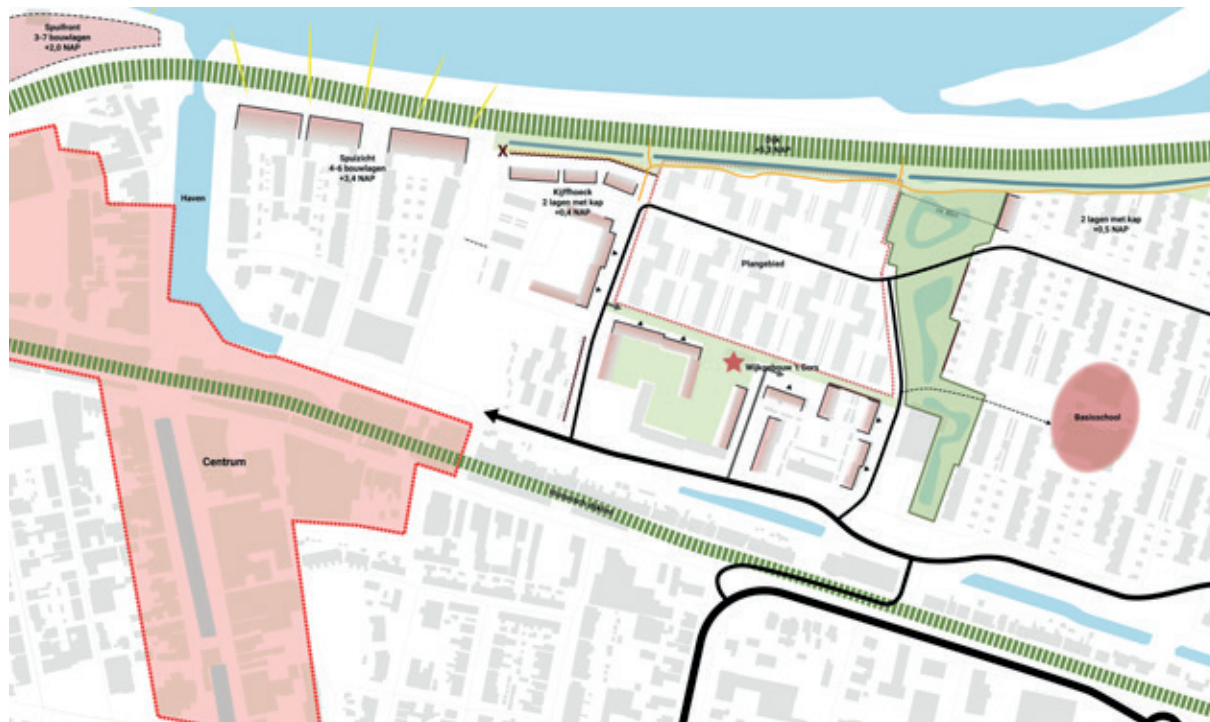 Spuifront
3-7 bouwlagen
+2,0 NAP
Dijk
+5,3 NAP
Spuizicht
4-6 bouwlagen
+3,4 NAP
X
Kijfhoeck
2 lagen met kap
+0,4 NAP
Haven
2 lagen met kap
+0,5 NAP
Plangebied
Wijkgebouw 't Gors
Basisschool
Centrum